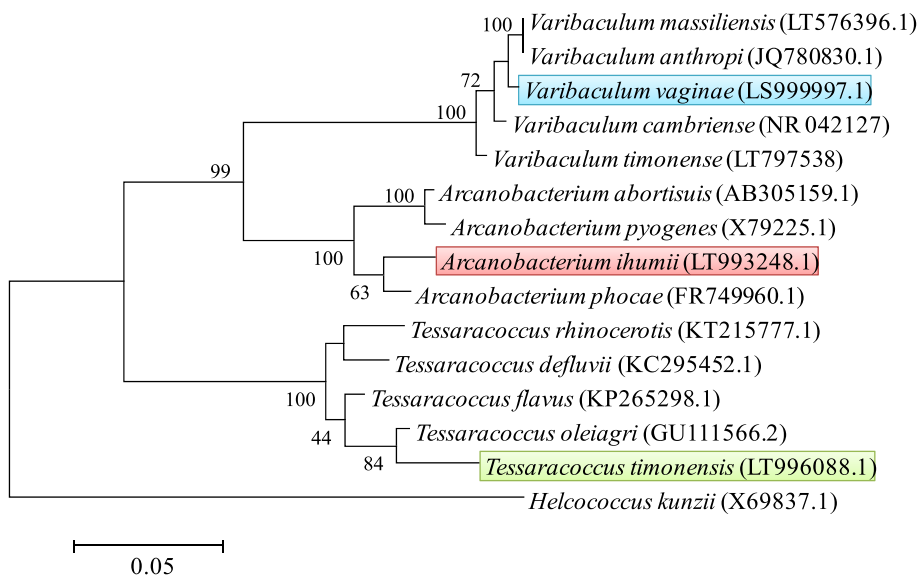 100
Varibaculum massiliensis (LT576396.1)
Varibaculum anthropi (JQ780830.1)
72
Varibaculum vaginae (LS999997.1)
100
Varibaculum cambriense (NR 042127)
Varibaculum timonense (LT797538)
99
100
Arcanobacterium abortisuis (AB305159.1)
Arcanobacterium pyogenes (X79225.1)
100
Arcanobacterium ihumii (LT993248.1)
63
Arcanobacterium phocae (FR749960.1)
Tessaracoccus rhinocerotis (KT215777.1)
Tessaracoccus defluvii (KC295452.1)
100
Tessaracoccus flavus (KP265298.1)
44
Tessaracoccus oleiagri (GU111566.2)
84
Tessaracoccus timonensis (LT996088.1)
Helcococcus kunzii (X69837.1)
0.05